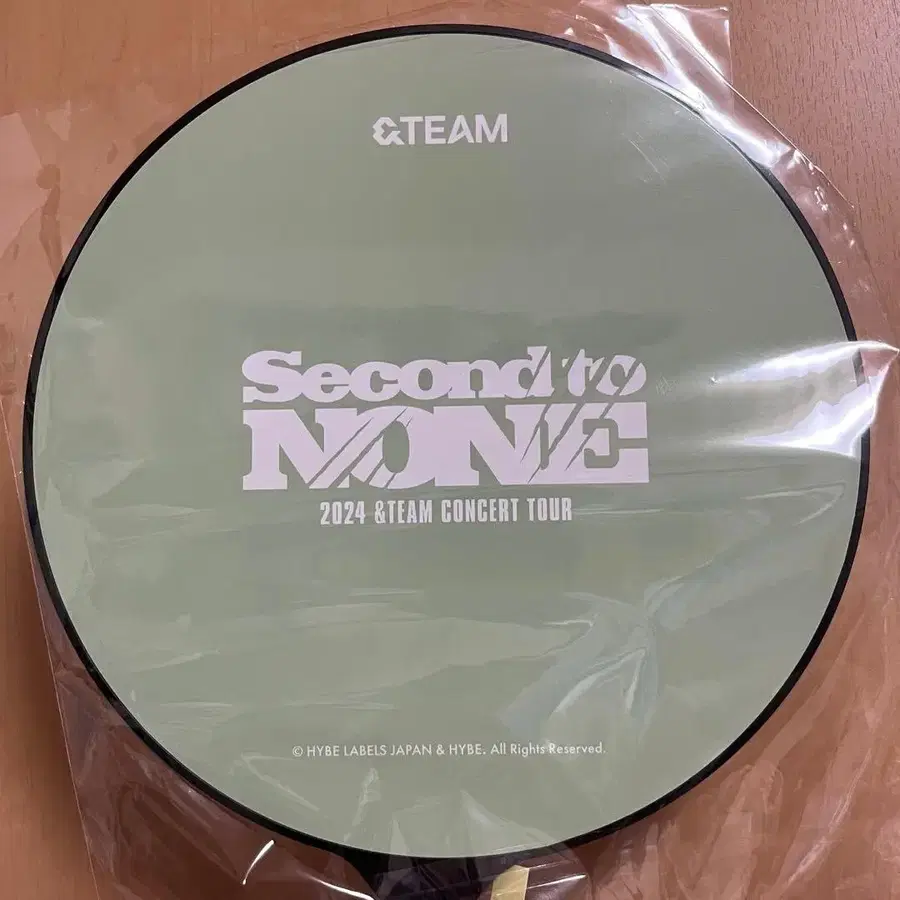 &TEAM
Second to
NONE
2024 &TEAM CONCERT TOUR
© HYBE LABELS JAPAN & HYBE. All Rights Reserved.